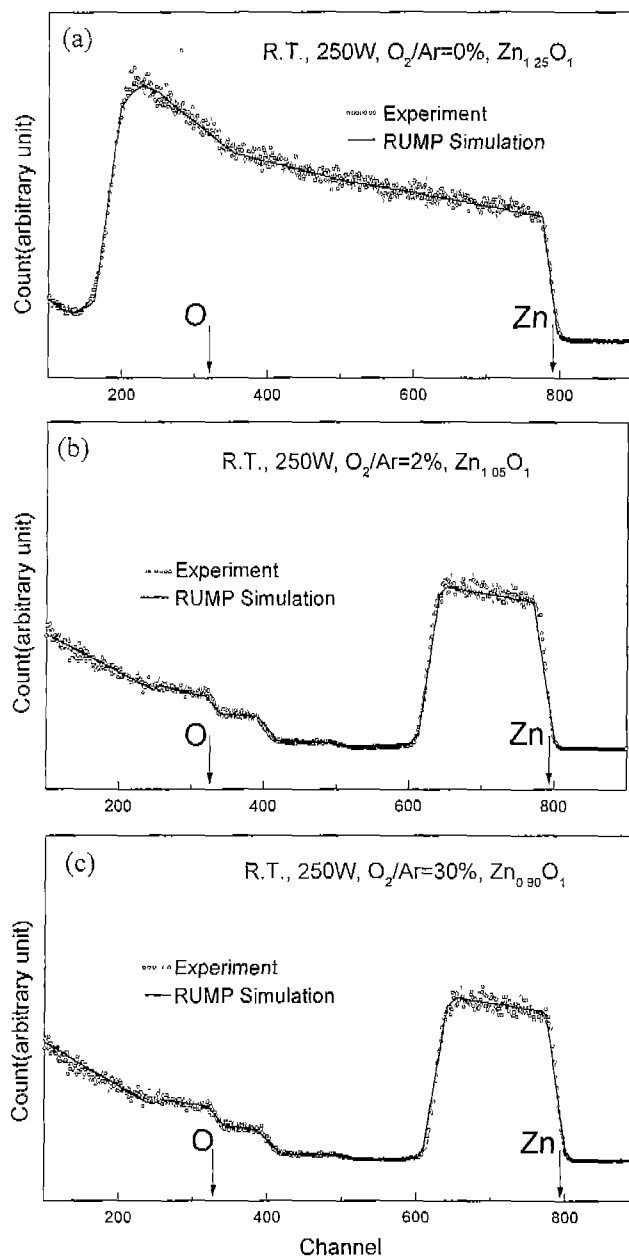 (a)
R.T., 250W, O₂/Ar=0%, Zn₁.₂₅O₁
Experiment
RUMP Simulation
Count(arbitrary unit)
O
Zn
200 400 600 800
(b)
R.T., 250W, O₂/Ar=2%, Zn₁.₀₅O₁
Experiment
RUMP Simulation
Count(arbitrary unit)
O
Zn
200 400 600 800
(c)
R.T., 250W, O₂/Ar=30%, Zn₀.₉₀O₁
Experiment
RUMP Simulation
Count(arbitrary unit)
O
Zn
200 400 600 800
Channel